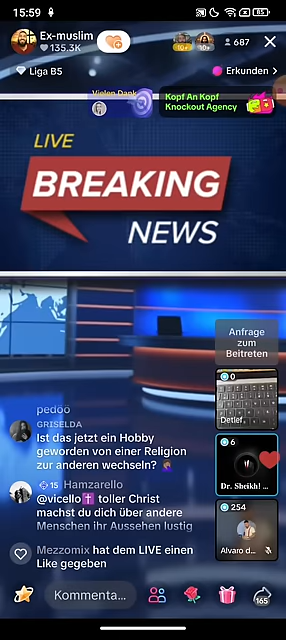 15:59
85
Ex-muslim
135.3K
10+
10+
687
Liga B5
Erkunden >
Vielen Dank
Kopf An Kopf
Knockout Agency
LIVE
BREAKING
NEWS
Anfrage
zum
Beitreten
0
Detlef
6
Dr. Sheikh! ...
254
Alvaro d...
pedöö
GRISELDA
Ist das jetzt ein Hobby
geworden von einer Religion
zur anderen wechseln?
15 Hamzarello
@vicello✝️ toller Christ
machst du dich über andere
Menschen ihr Aussehen lustig
Mezzomix hat dem LIVE einen
Like gegeben
Kommenta...
165